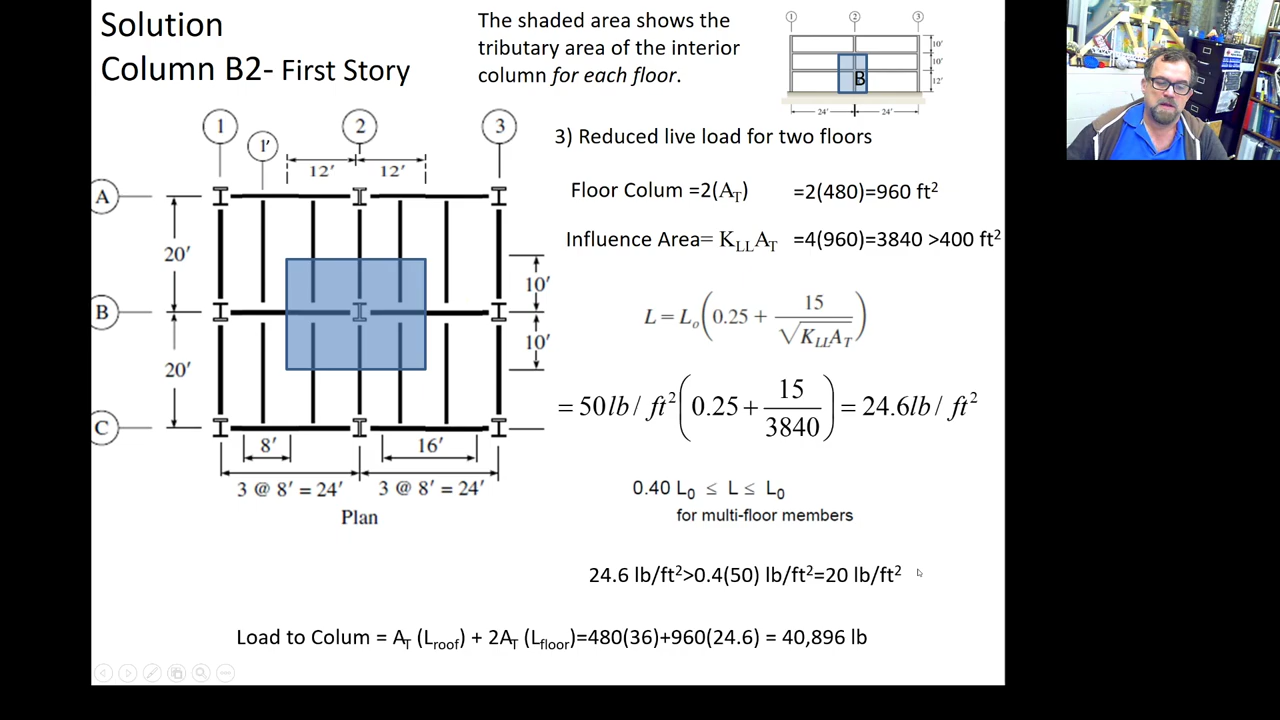 Solution
Column B2- First Story
The shaded area shows the
tributary area of the interior
column for each floor.
1 2 3
10'
10'
12'
B
24' 24'
1 2 3
1'
12' 12'
A
20'
10'
B
10'
20'
C
8' 16'
3 @ 8' = 24' 3 @ 8' = 24'
Plan
3) Reduced live load for two floors
Floor Colum =2(A_T) =2(480)=960 ft²
Influence Area= K_LL A_T =4(960)=3840 >400 ft²
L = L_o(0.25 + 15/√(K_LL A_T))
= 50 lb / ft² (0.25 + 15/3840) = 24.6 lb / ft²
0.40 L₀ ≤ L ≤ L₀
for multi-floor members
24.6 lb/ft²>0.4(50) lb/ft²=20 lb/ft²
Load to Colum = A_T (L_roof) + 2A_T (L_floor)=480(36)+960(24.6) = 40,896 lb